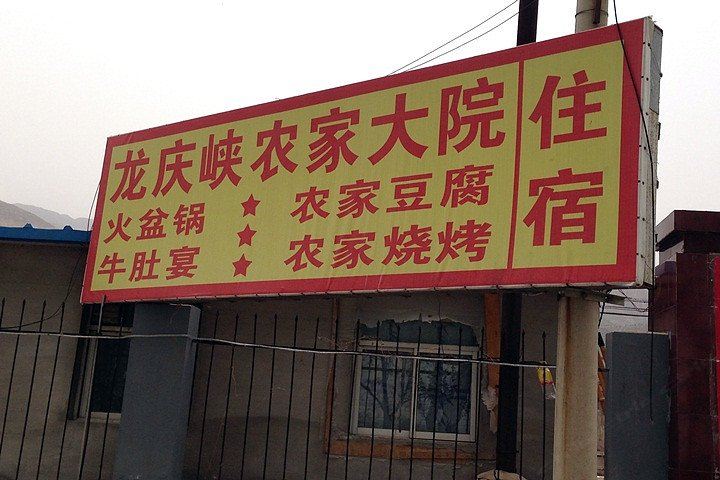 龙庆峡农家大院
火盆锅 ★ 农家豆腐
★
牛肚宴 ★ 农家烧烤
住宿